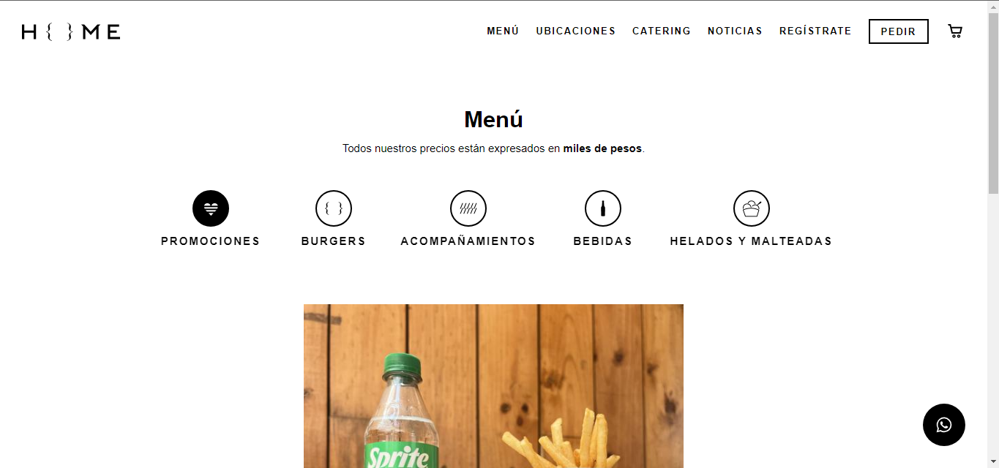 H{ }ME
MENÚ UBICACIONES CATERING NOTICIAS REGÍSTRATE PEDIR
Menú
Todos nuestros precios están expresados en miles de pesos.
{ }
PROMOCIONES BURGERS ACOMPAÑAMIENTOS BEBIDAS HELADOS Y MALTEADAS
Sprite